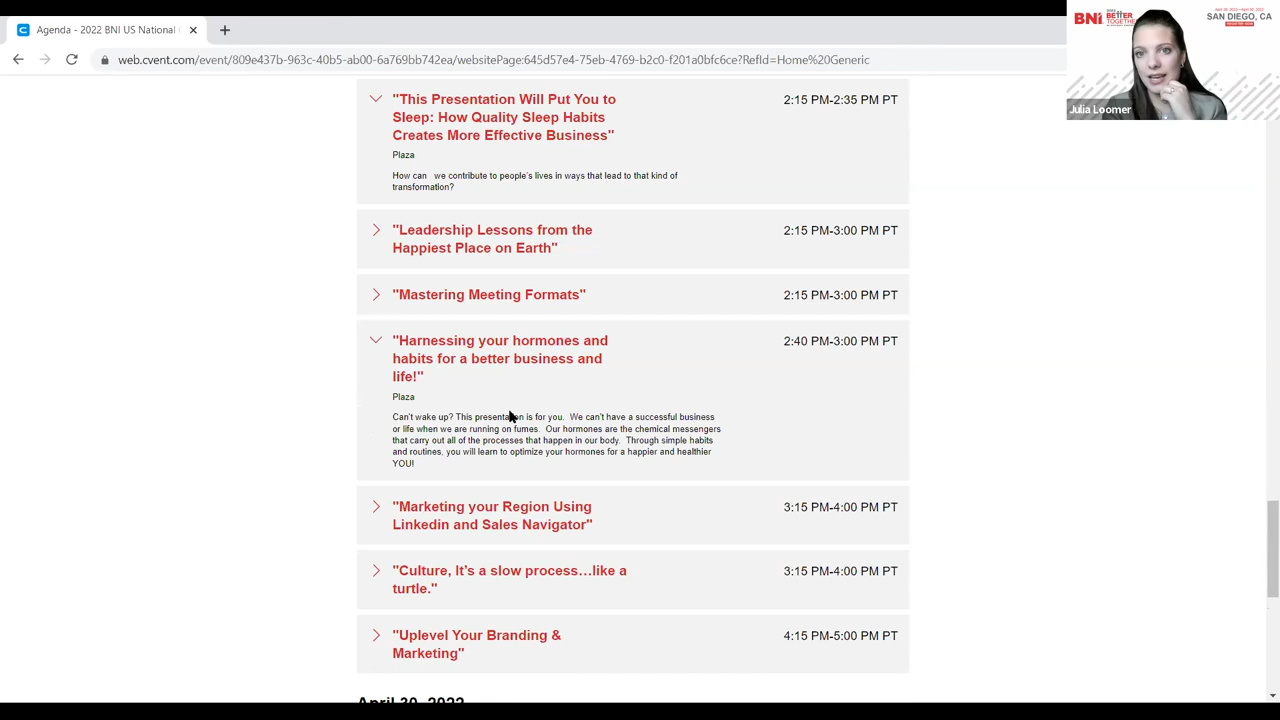 Agenda - 2022 BNI US National
web.cvent.com/event/809e437b-963c-40b5-ab00-6a769bb742ea/websitePage:645d57e4-75eb-4769-b2c0-f201a0bfc6ce?RefId=Home%20Generic
BNI
BETTER
TOGETHER
SAN DIEGO, CA
Julia Loomer
"This Presentation Will Put You to
Sleep: How Quality Sleep Habits
Creates More Effective Business"
2:15 PM-2:35 PM PT
Plaza
How can we contribute to people's lives in ways that lead to that kind of
transformation?
"Leadership Lessons from the
Happiest Place on Earth"
2:15 PM-3:00 PM PT
"Mastering Meeting Formats"
2:15 PM-3:00 PM PT
"Harnessing your hormones and
habits for a better business and
life!"
2:40 PM-3:00 PM PT
Plaza
Can't wake up? This presentation is for you. We can't have a successful business
or life when we are running on fumes. Our hormones are the chemical messengers
that carry out all of the processes that happen in our body. Through simple habits
and routines, you will learn to optimize your hormones for a happier and healthier
YOU!
"Marketing your Region Using
Linkedin and Sales Navigator"
3:15 PM-4:00 PM PT
"Culture, It's a slow process…like a
turtle."
3:15 PM-4:00 PM PT
"Uplevel Your Branding &
Marketing"
4:15 PM-5:00 PM PT
April 30, 2022